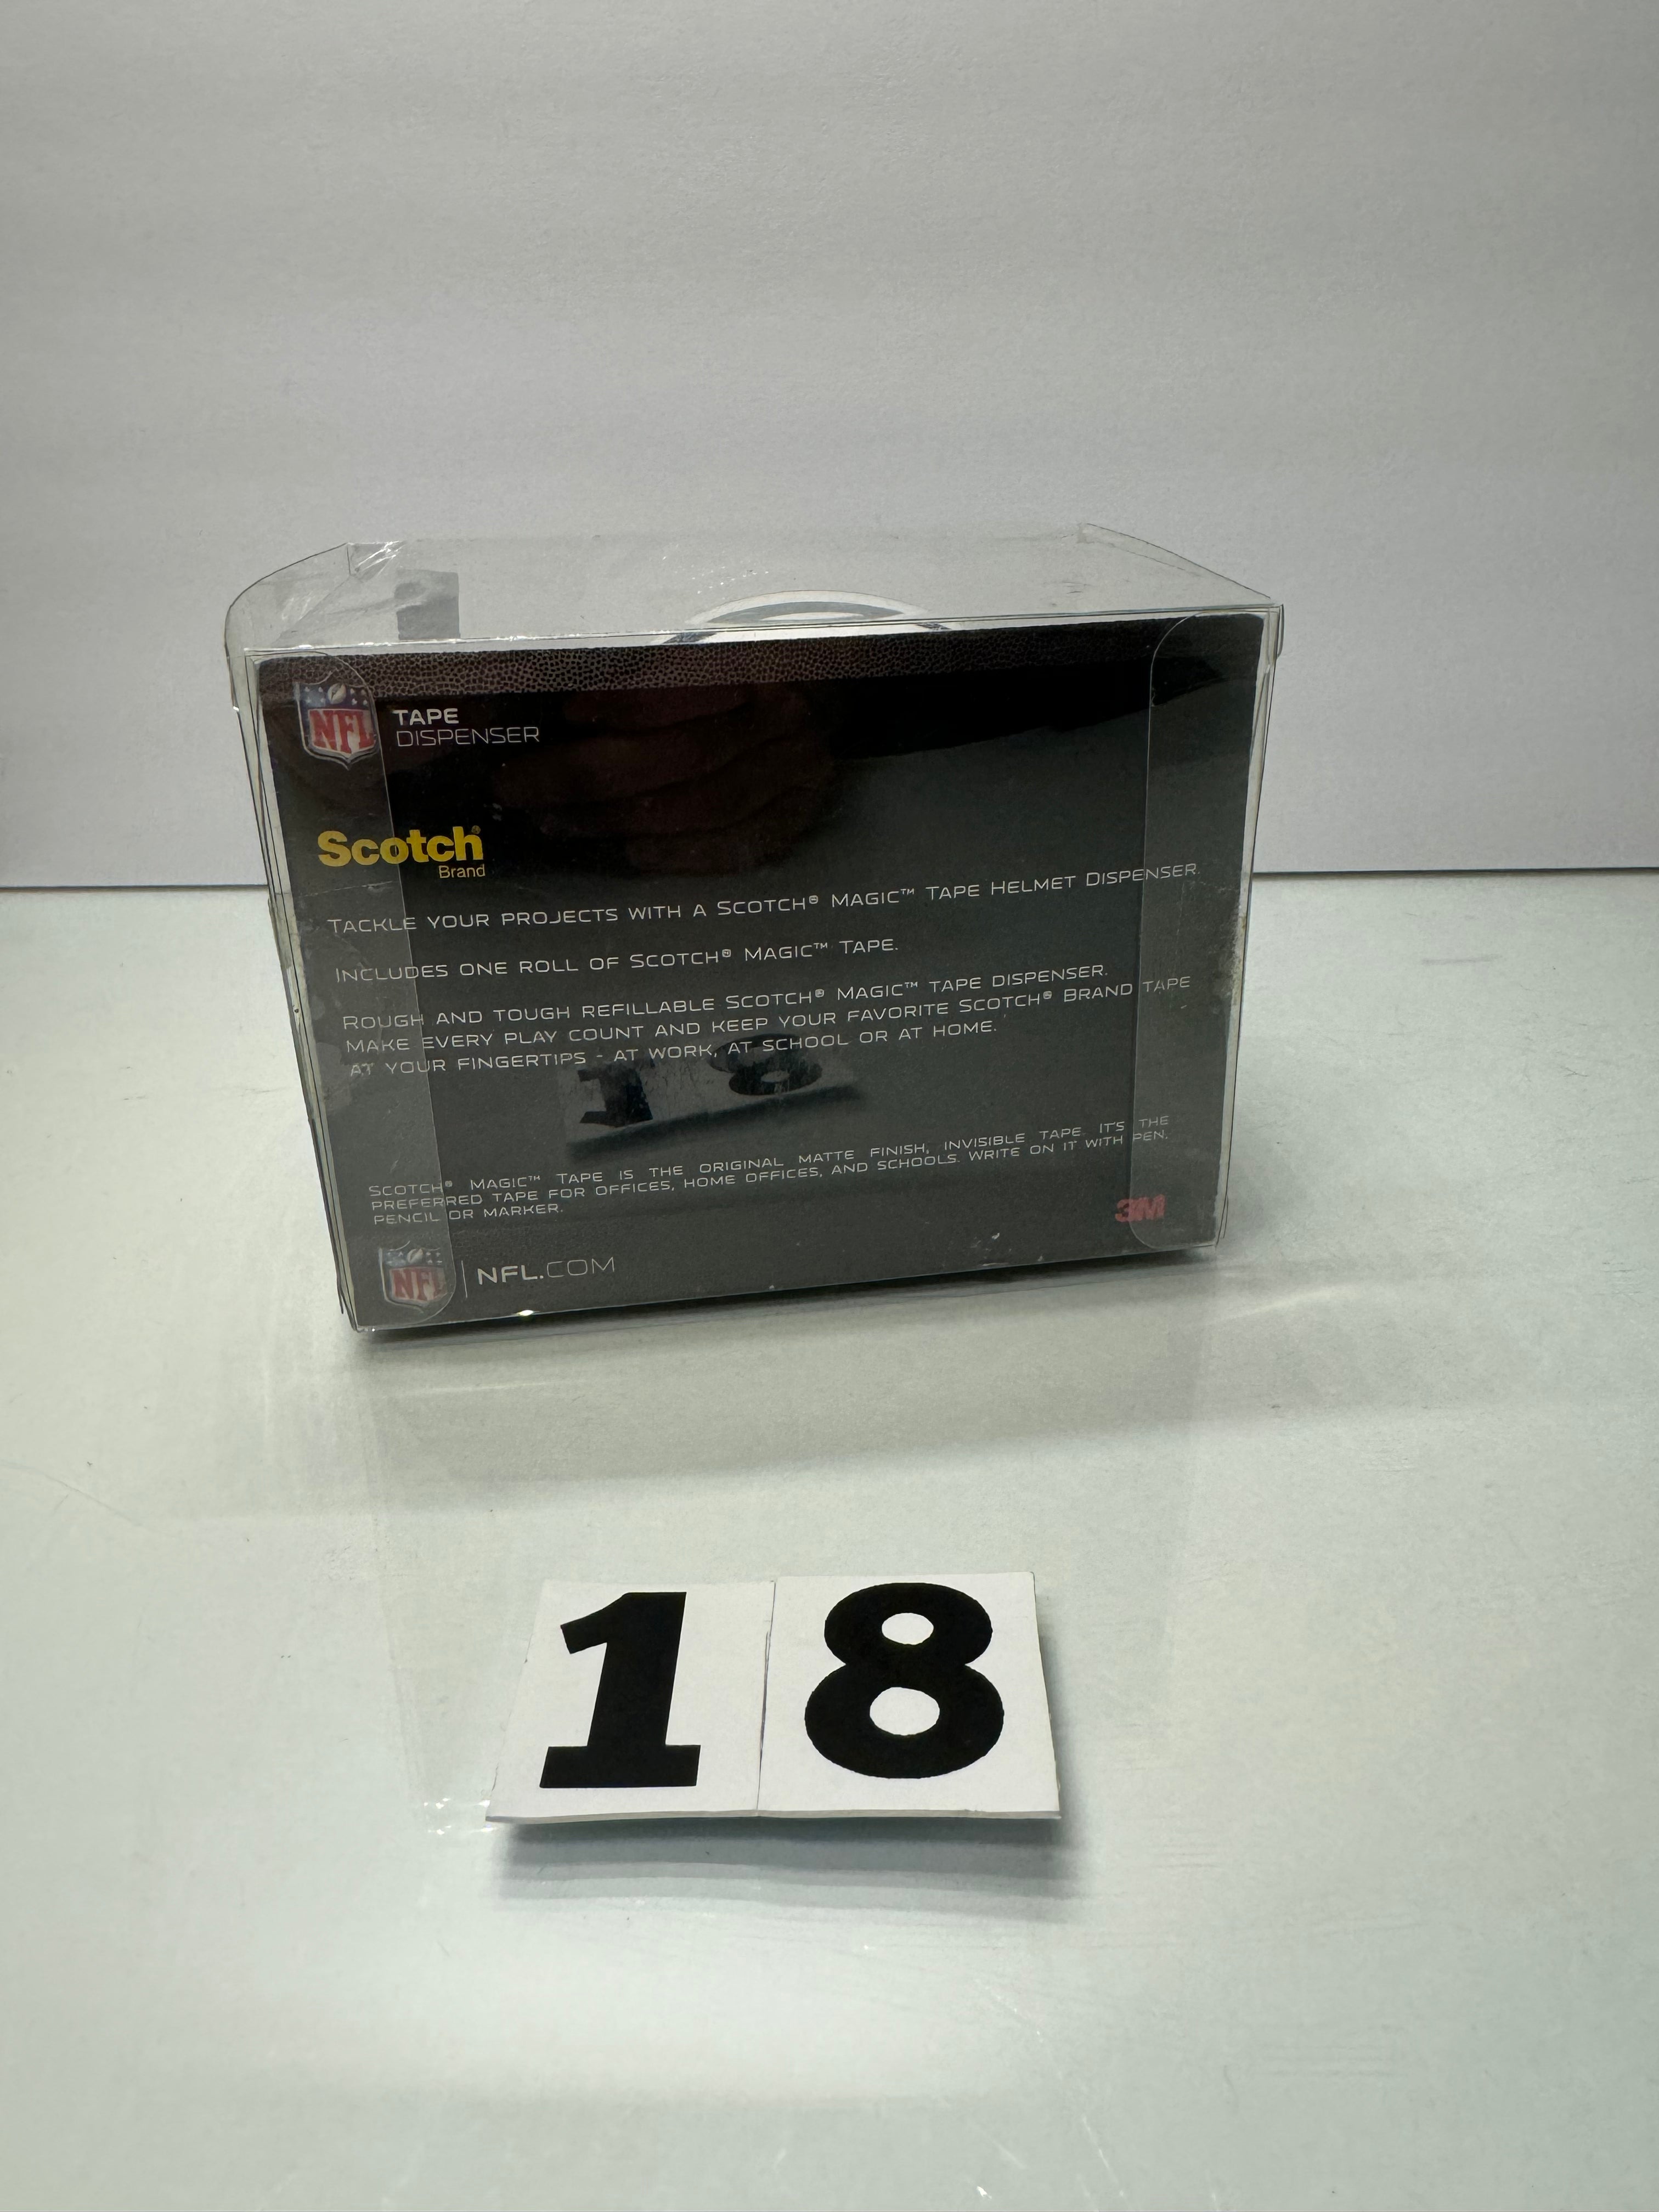 NFL
TAPE
DISPENSER
Scotch®
Brand
TACKLE YOUR PROJECTS WITH A SCOTCH® MAGIC™ TAPE HELMET DISPENSER.
INCLUDES ONE ROLL OF SCOTCH® MAGIC™ TAPE.
ROUGH AND TOUGH REFILLABLE SCOTCH® MAGIC™ TAPE DISPENSER.
MAKE EVERY PLAY COUNT AND KEEP YOUR FAVORITE SCOTCH® BRAND TAPE
AT YOUR FINGERTIPS - AT WORK, AT SCHOOL OR AT HOME.
SCOTCH® MAGIC™ TAPE IS THE ORIGINAL MATTE FINISH, INVISIBLE TAPE. IT'S THE
PREFERRED TAPE FOR OFFICES, HOME OFFICES, AND SCHOOLS. WRITE ON IT WITH PEN,
PENCIL OR MARKER.
3M
NFL
NFL.COM
18